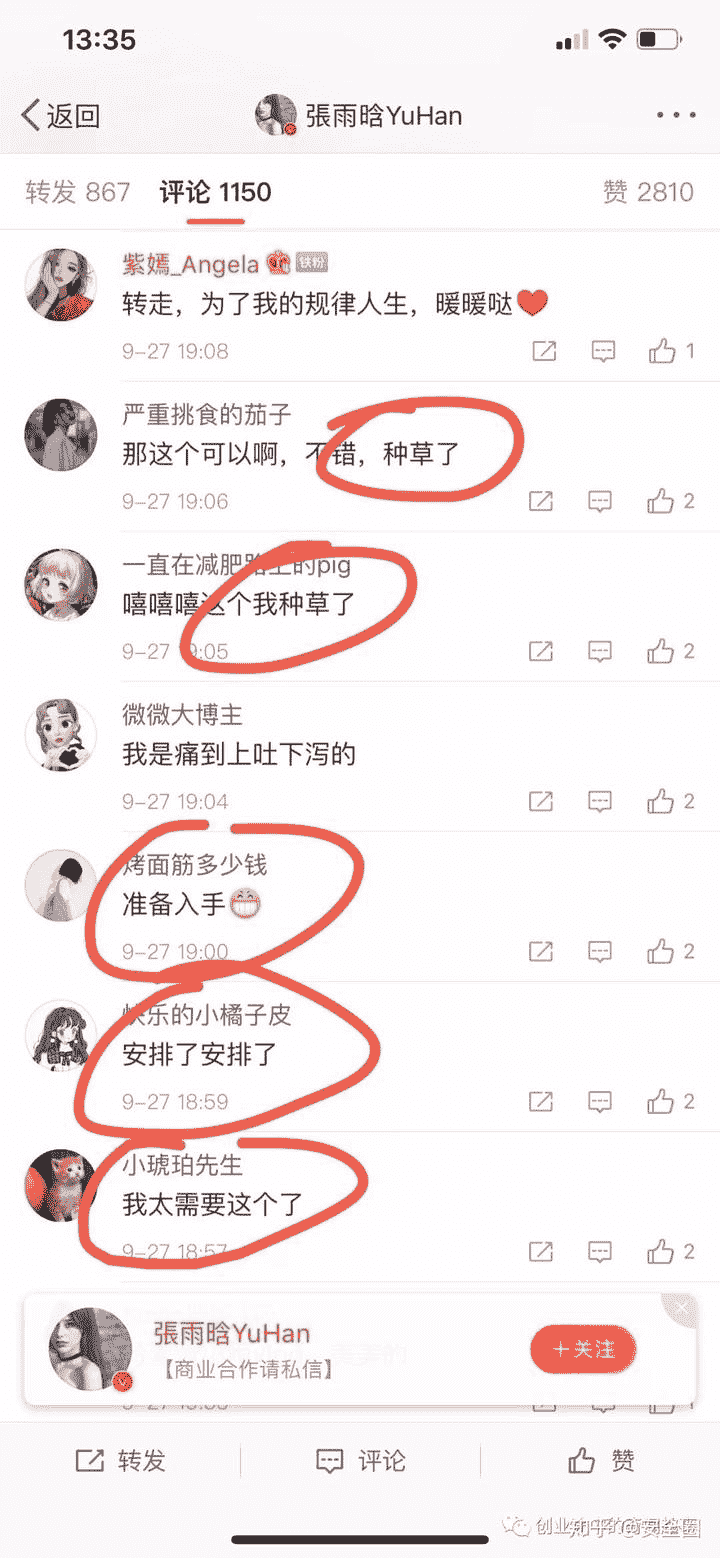 13:35
返回
張雨晗YuHan
转发 867
评论 1150
赞 2810
紫嫣_Angela
铁粉
转走，为了我的规律人生，暖暖哒
9-27 19:08
1
严重挑食的茄子
那这个可以啊，不错，种草了
9-27 19:06
2
一直在减肥路上的pig
嘻嘻嘻这个我种草了
9-27 19:05
2
微微大博主
我是痛到上吐下泻的
9-27 19:04
2
烤面筋多少钱
准备入手
9-27 19:00
2
快乐的小橘子皮
安排了安排了
9-27 18:59
2
小琥珀先生
我太需要这个了
9-27 18:57
2
張雨晗YuHan
【商业合作请私信】
+关注
转发
评论
赞
知乎 @安全圈